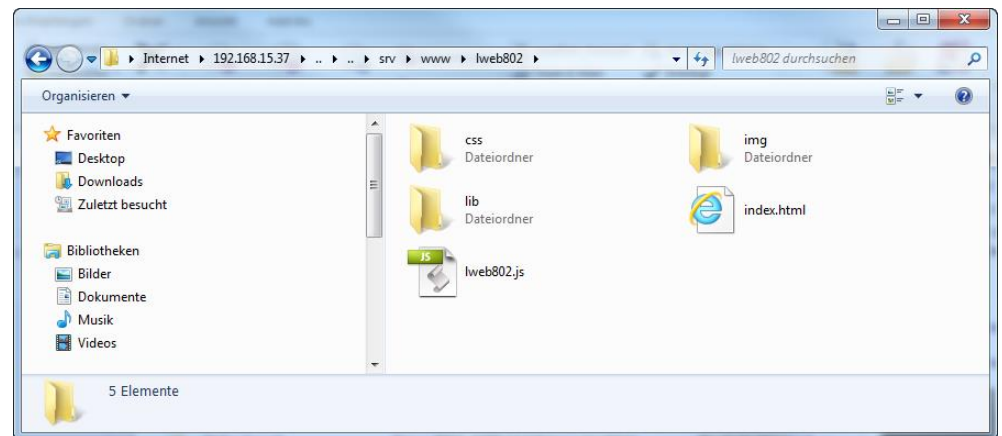 Internet ▸ 192.168.15.37 ▸ .. ▸ .. ▸ srv ▸ www ▸ lweb802 ▸
lweb802 durchsuchen
Organisieren
Favoriten
Desktop
Downloads
Zuletzt besucht
Bibliotheken
Bilder
Dokumente
Musik
Videos
css
Dateiordner
img
Dateiordner
lib
Dateiordner
index.html
JS
lweb802.js
5 Elemente